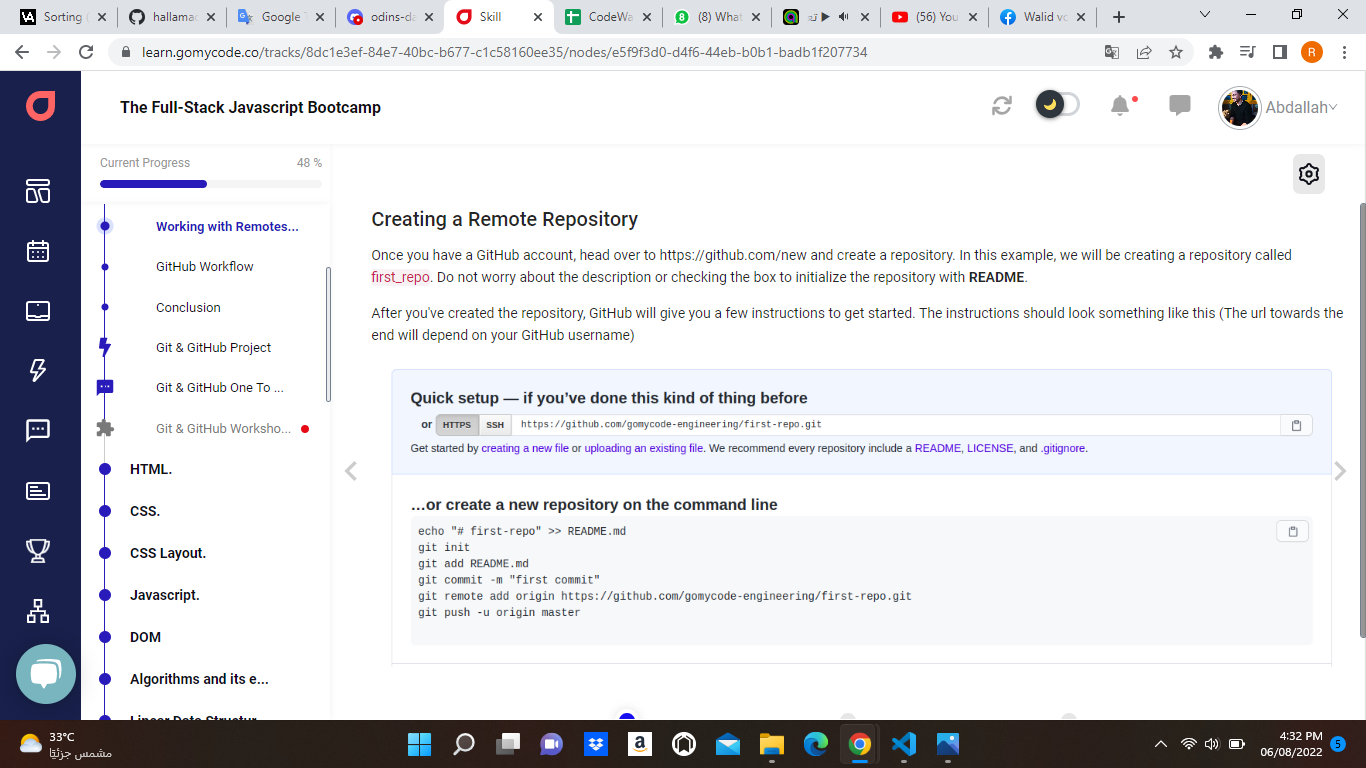 Sorting
hallamac
Google
odins-da
Skill
CodeWa
(8) What
(56) You
Walid vo
learn.gomycode.co/tracks/8dc1e3ef-84e7-40bc-b677-c1c58160ee35/nodes/e5f9f3d0-d4f6-44eb-b0b1-badb1f207734
R
The Full-Stack Javascript Bootcamp
Abdallah
Current Progress 48 %
Working with Remotes...
GitHub Workflow
Conclusion
Git & GitHub Project
Git & GitHub One To ...
Git & GitHub Worksho...
HTML.
CSS.
CSS Layout.
Javascript.
DOM
Algorithms and its e...
Linear Data Structur
Creating a Remote Repository
Once you have a GitHub account, head over to https://github.com/new and create a repository. In this example, we will be creating a repository called
first_repo. Do not worry about the description or checking the box to initialize the repository with README.
After you've created the repository, GitHub will give you a few instructions to get started. The instructions should look something like this (The url towards the
end will depend on your GitHub username)
Quick setup — if you've done this kind of thing before
or HTTPS SSH https://github.com/gomycode-engineering/first-repo.git
Get started by creating a new file or uploading an existing file. We recommend every repository include a README, LICENSE, and .gitignore.
…or create a new repository on the command line
echo "# first-repo" >> README.md
git init
git add README.md
git commit -m "first commit"
git remote add origin https://github.com/gomycode-engineering/first-repo.git
git push -u origin master
33°C
مشمس جزئيًا
4:32 PM
06/08/2022
5